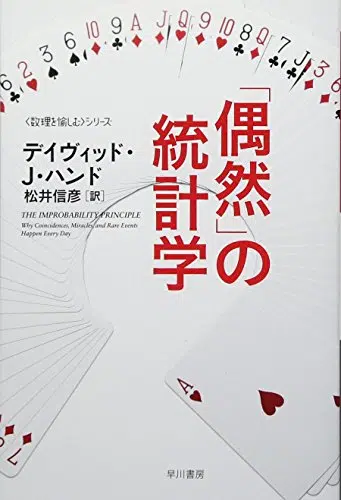 〈数理を愉しむ〉シリーズ
「偶然」の
統計学
デイヴィッド・
J・ハンド
松井信彦[訳]
THE IMPROBABILITY PRINCIPLE
Why Coincidences, Miracles, and Rare Events
Happen Every Day
A
早川書房